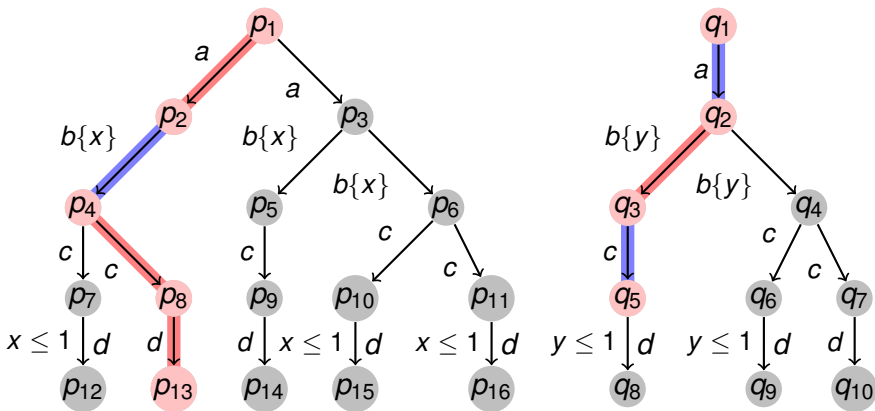 p₁ q₁
a a a
p₂ p₃ q₂
b{x} b{x} b{x} b{y} b{y}
p₄ p₅ p₆ q₃ q₄
c c c c c c c c
p₇ p₈ p₉ p₁₀ p₁₁ q₅ q₆ q₇
x ≤ 1 d d d x ≤ 1 d x ≤ 1 d y ≤ 1 d y ≤ 1 d d
p₁₂ p₁₃ p₁₄ p₁₅ p₁₆ q₈ q₉ q₁₀